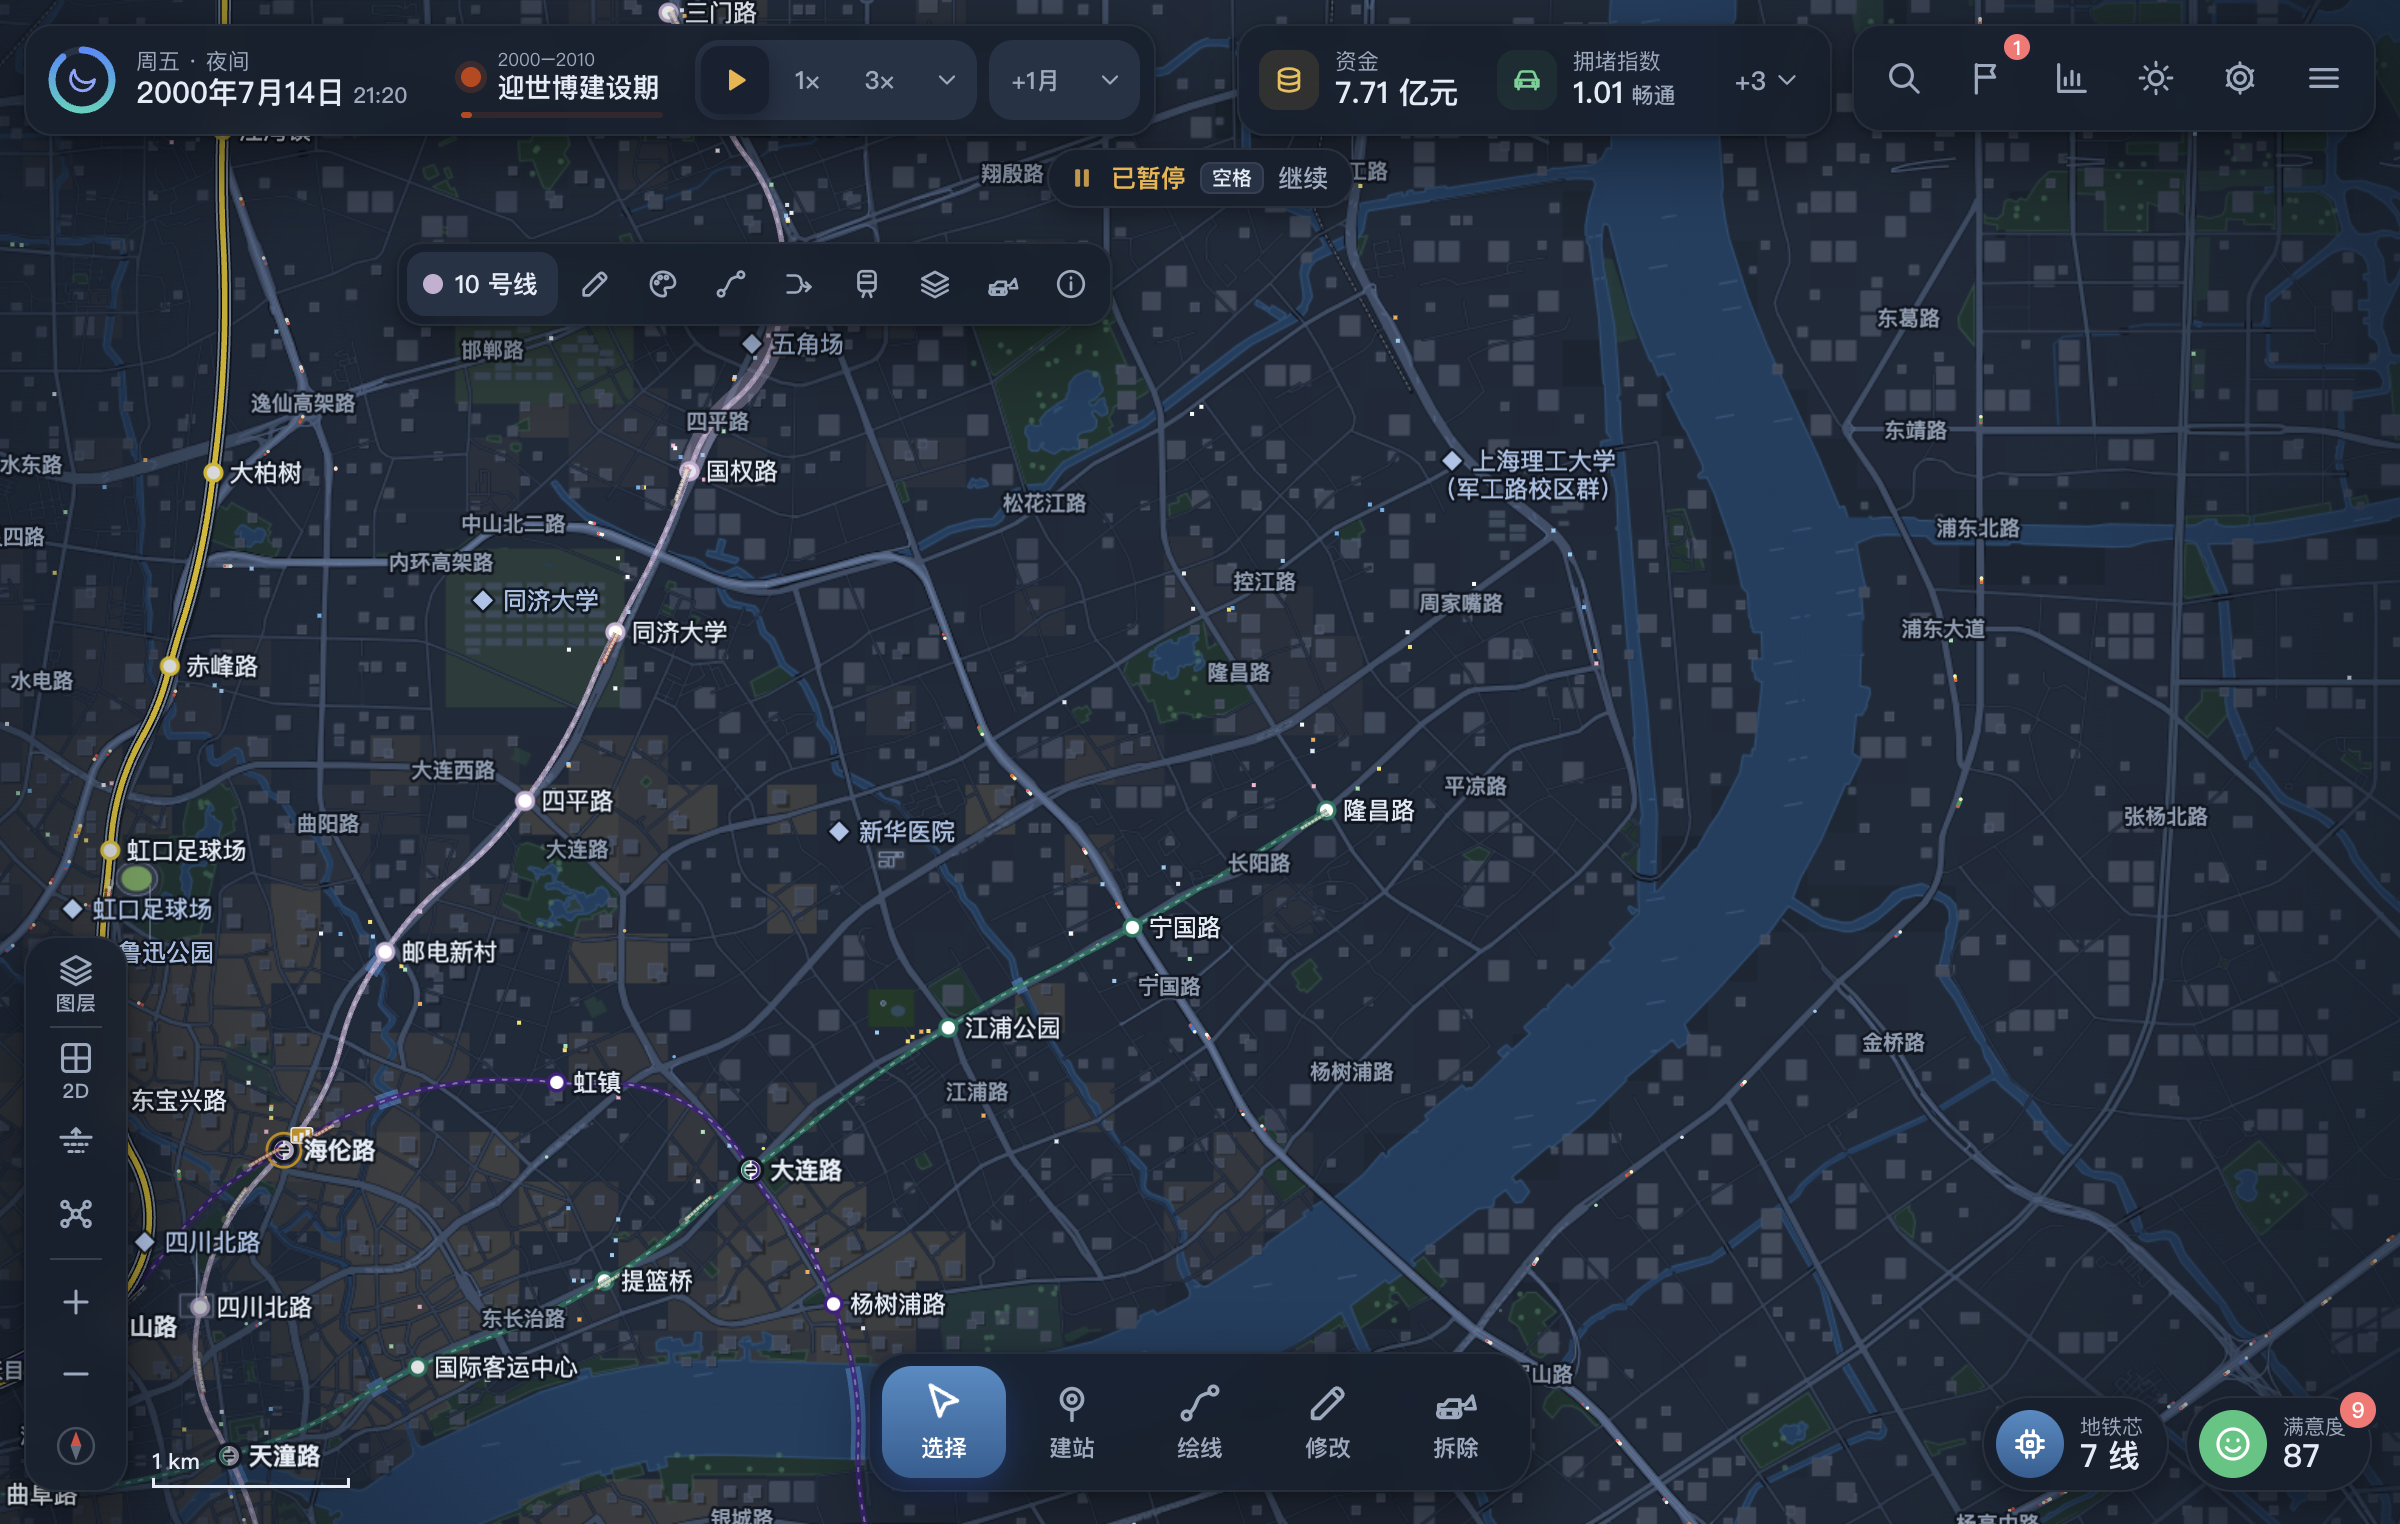 三门路
周五 · 夜间
2000年7月14日 21:20
2000—2010
迎世博建设期
1×
3×
+1月
资金
7.71 亿元
拥堵指数
1.01 畅通
+3
1
翔殷路
已暂停 空格 继续
工路
10 号线
五角场
邯郸路
东葛路
逸仙高架路
四平路
东靖路
水东路
大柏树
国权路
上海理工大学
(军工路校区群)
松花江路
中山北二路
四路
浦东北路
内环高架路
控江路
同济大学
周家嘴路
同济大学
浦东大道
赤峰路
水电路
隆昌路
大连西路
平凉路
四平路
隆昌路
张杨北路
曲阳路
新华医院
虹口足球场
大连路
长阳路
虹口足球场
宁国路
鲁迅公园
邮电新村
宁国路
图层
江浦公园
金桥路
杨树浦路
2D
虹镇
江浦路
东宝兴路
海伦路
大连路
四川北路
提篮桥
四川北路
杨树浦路
东长治路
山路
国际客运中心
山路
选择
建站
绘线
修改
拆除
地铁芯
7 线
满意度
87
9
1 km
天潼路
曲阜路
银城路
杨高中路